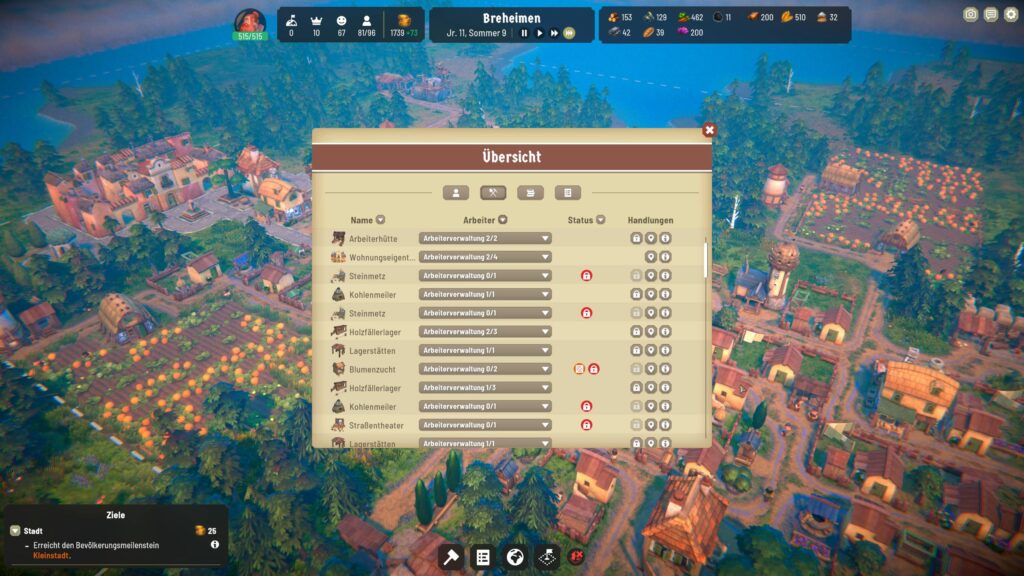 515/515
0 10 67 81/96 1739 +73
Breheimen
Jr. 11, Sommer 9
153 129 462 11 200 510 32
42 39 200
Übersicht
Name Arbeiter Status Handlungen
Arbeiterhütte Arbeiterverwaltung 2/2
Wohnungseigent... Arbeiterverwaltung 2/4
Steinmetz Arbeiterverwaltung 0/1
Kohlenmeiler Arbeiterverwaltung 1/1
Steinmetz Arbeiterverwaltung 0/1
Holzfällerlager Arbeiterverwaltung 2/3
Lagerstätten Arbeiterverwaltung 1/1
Blumenzucht Arbeiterverwaltung 0/2
Holzfällerlager Arbeiterverwaltung 1/3
Kohlenmeiler Arbeiterverwaltung 0/1
Straßentheater Arbeiterverwaltung 0/1
Lagerstätten Arbeiterverwaltung 1/1
Ziele
Stadt 25
- Erreicht den Bevölkerungsmeilenstein
Kleinstadt.